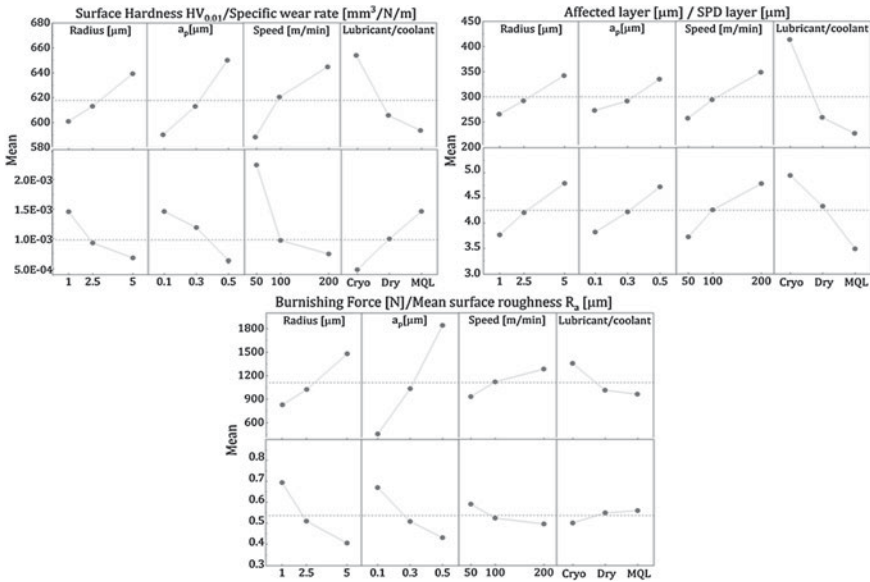 Surface Hardness HV0.01/Specific wear rate [mm³/N/m]
Radius [µm] ap[µm] Speed [m/min] Lubricant/coolant
680
660
640
620
600
580
Mean
2.0E-03
1.5E-03
1.0E-03
5.0E-04
1 2.5 5 0.1 0.3 0.5 50 100 200 Cryo Dry MQL
Affected layer [µm] / SPD layer [µm]
Radius [µm] ap[µm] Speed [m/min] Lubricant/coolant
450
400
350
300
250
200
Mean
5.0
4.5
4.0
3.5
3.0
1 2.5 5 0.1 0.3 0.5 50 100 200 Cryo Dry MQL
Burnishing Force [N]/Mean surface roughness Ra [µm]
Radius [µm] ap[µm] Speed [m/min] Lubricant/coolant
1800
1500
1200
900
600
Mean
0.8
0.7
0.6
0.5
0.4
0.3
1 2.5 5 0.1 0.3 0.5 50 100 200 Cryo Dry MQL